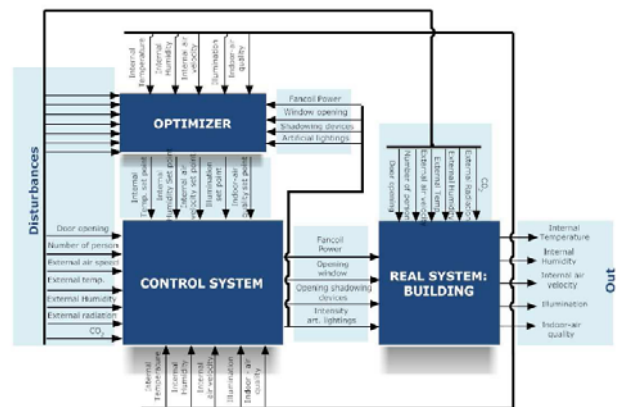 Internal
Temperature
Internal
Humidity
Internal air
velocity
Illumination
Indoor-air
quality
Disturbances
OPTIMIZER
Fancoil Power
Window opening
Shadowing devices
Artificial lightings
Internal
Temp. set point
Internal
Humidity Set point
Internal air
velocity set point
Illumination
set point
Indoor-air
quality set point
Door opening
Number of person
External air velocity
External Temp.
External Humidity
External Radiation
CO2
Door opening
Number of person
External air speed
External temp.
External Humidity
External radiation
CO2
CONTROL SYSTEM
Fancoil
Power
Opening
window
Opening shadowing
devices
Intensity
art. lightings
REAL SYSTEM:
BUILDING
Internal
Temperature
Internal
Humidity
Internal air
velocity
Illumination
Indoor-air
quality
Out
Internal
Temperature
Internal
Humidity
Internal
air velocity
Illumination
Indoor - air
quality